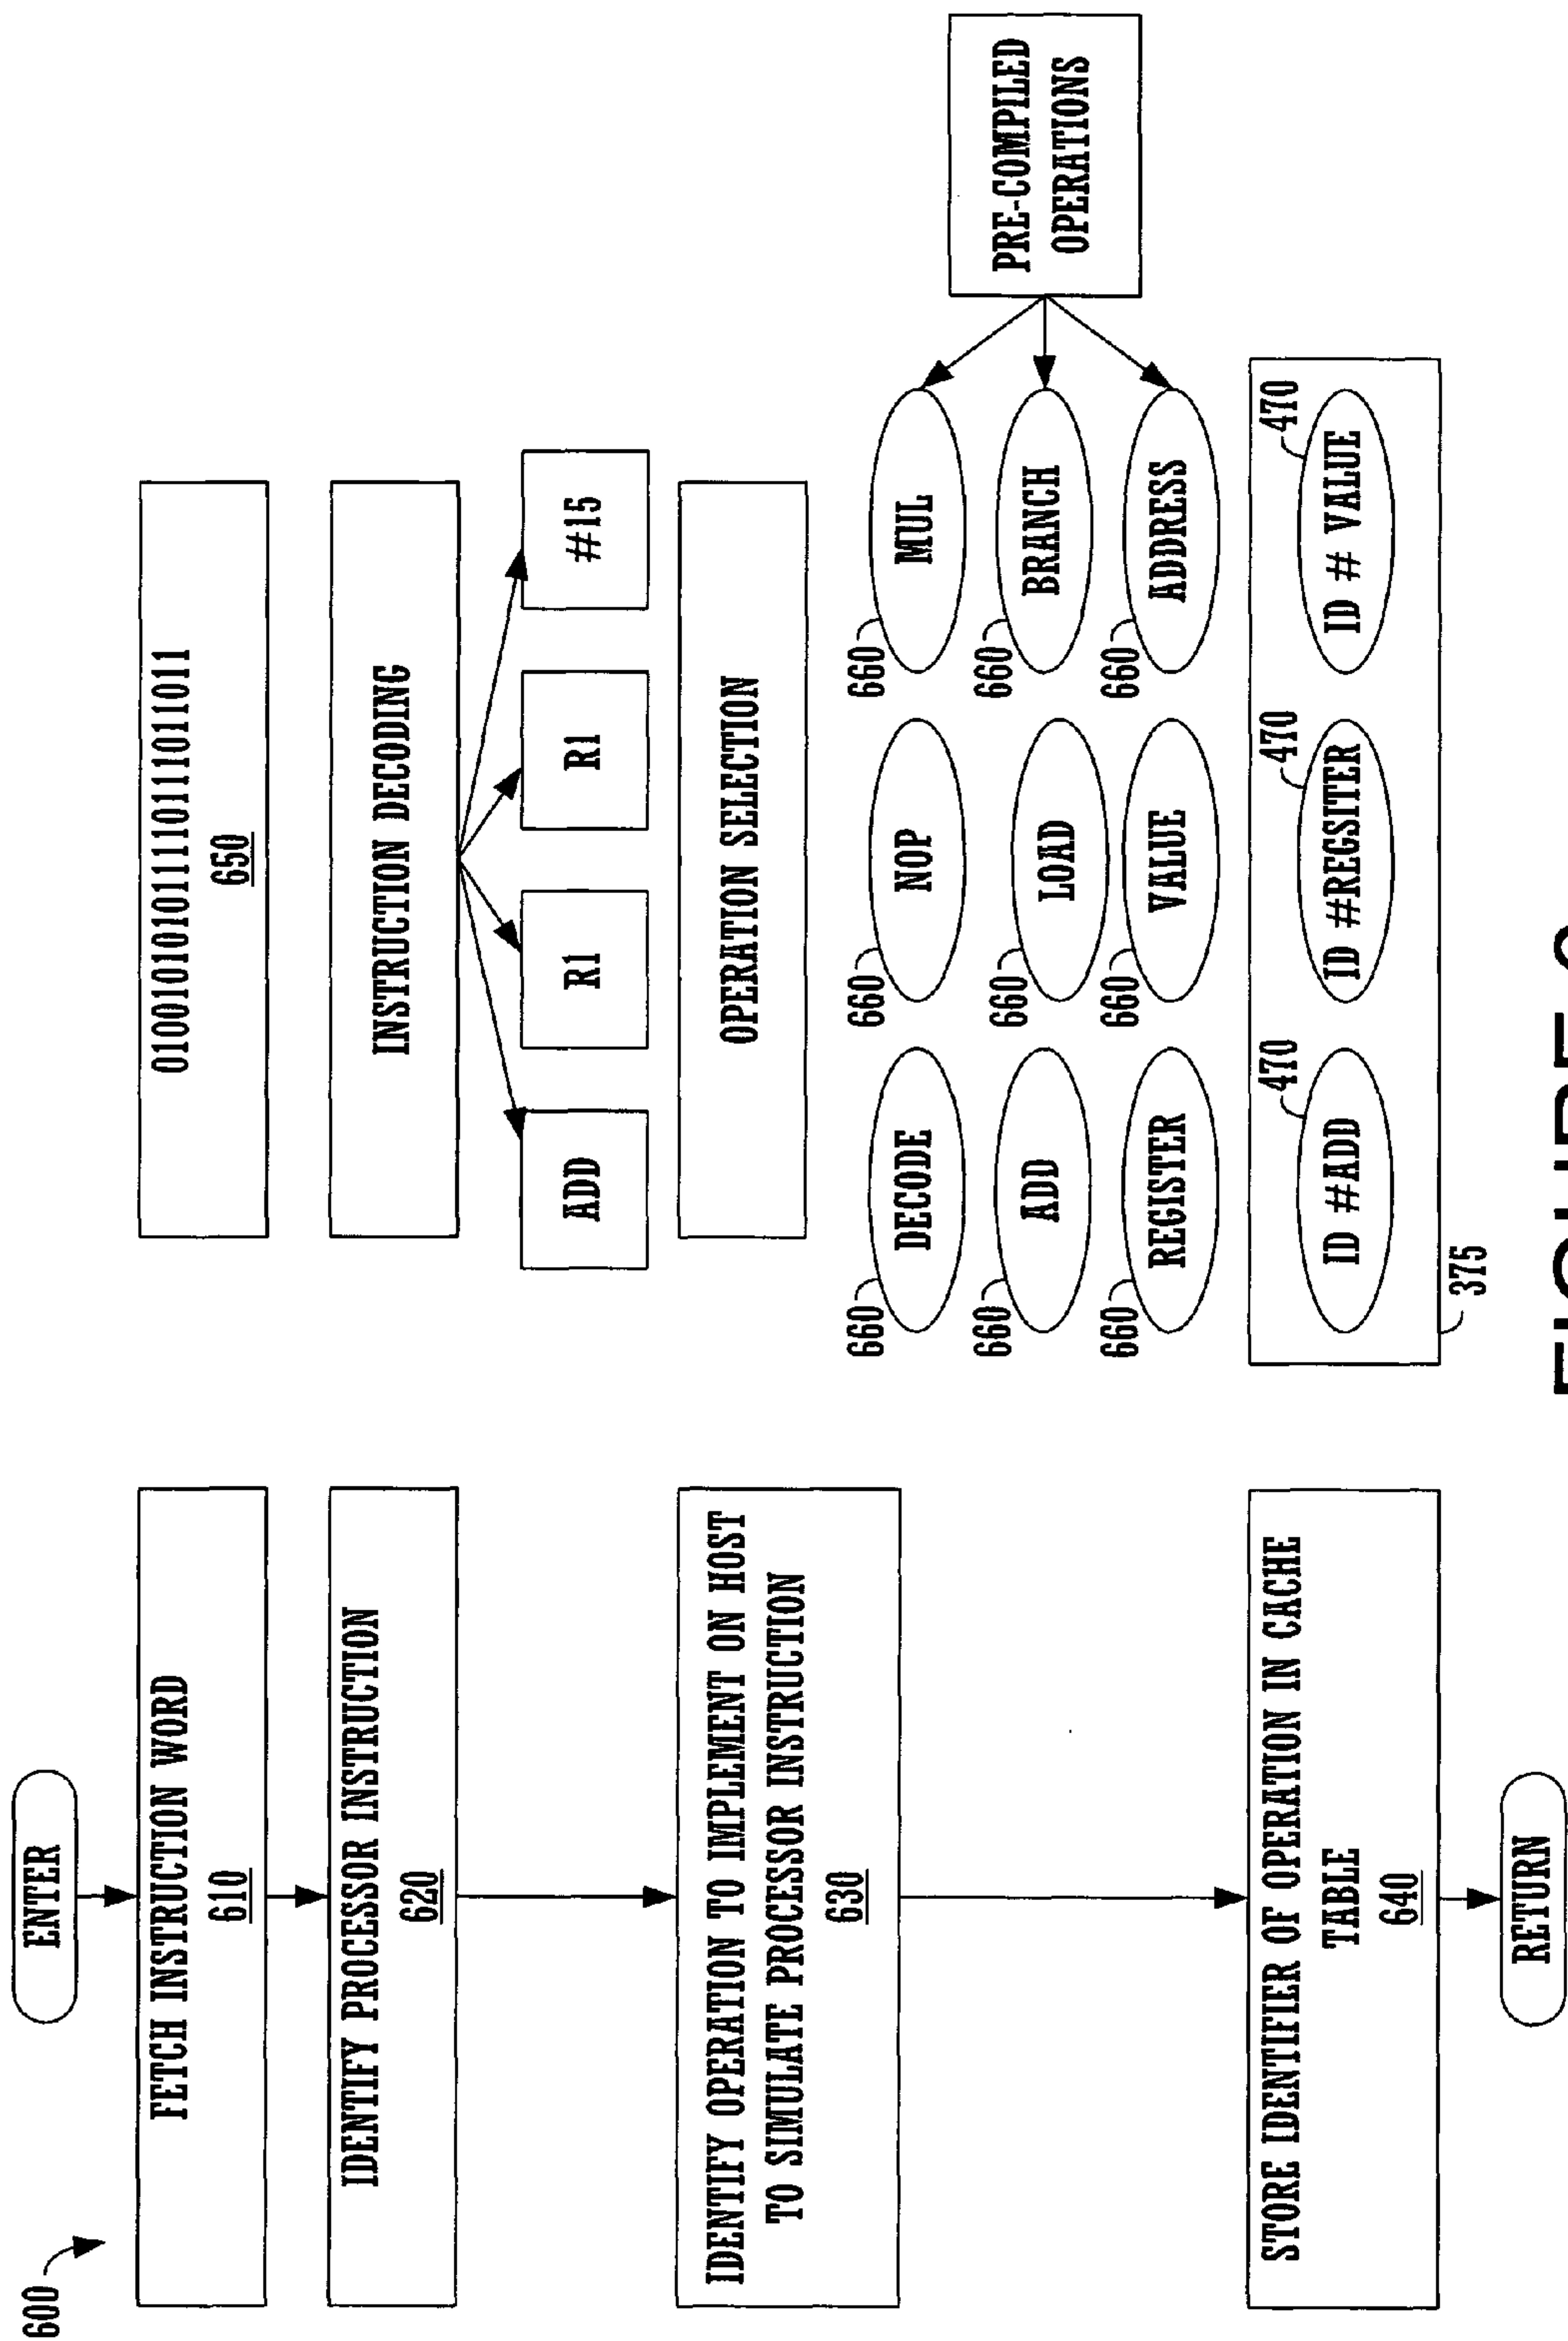 600
ENTER
FETCH INSTRUCTION WORD
610
IDENTIFY PROCESSOR INSTRUCTION
620
IDENTIFY OPERATION TO IMPLEMENT ON HOST
TO SIMULATE PROCESSOR INSTRUCTION
630
STORE IDENTIFIER OF OPERATION IN CACHE
TABLE
640
RETURN
0100101010111101110111011011
650
INSTRUCTION DECODING
ADD
R1
R1
#15
OPERATION SELECTION
660
DECODE
660
NOP
660
MUL
660
ADD
660
LOAD
660
BRANCH
660
REGISTER
660
VALUE
660
ADDRESS
PRE-COMPILED
OPERATIONS
470
ID #ADD
470
ID #REGSITER
470
ID # VALUE
375
FIGURE